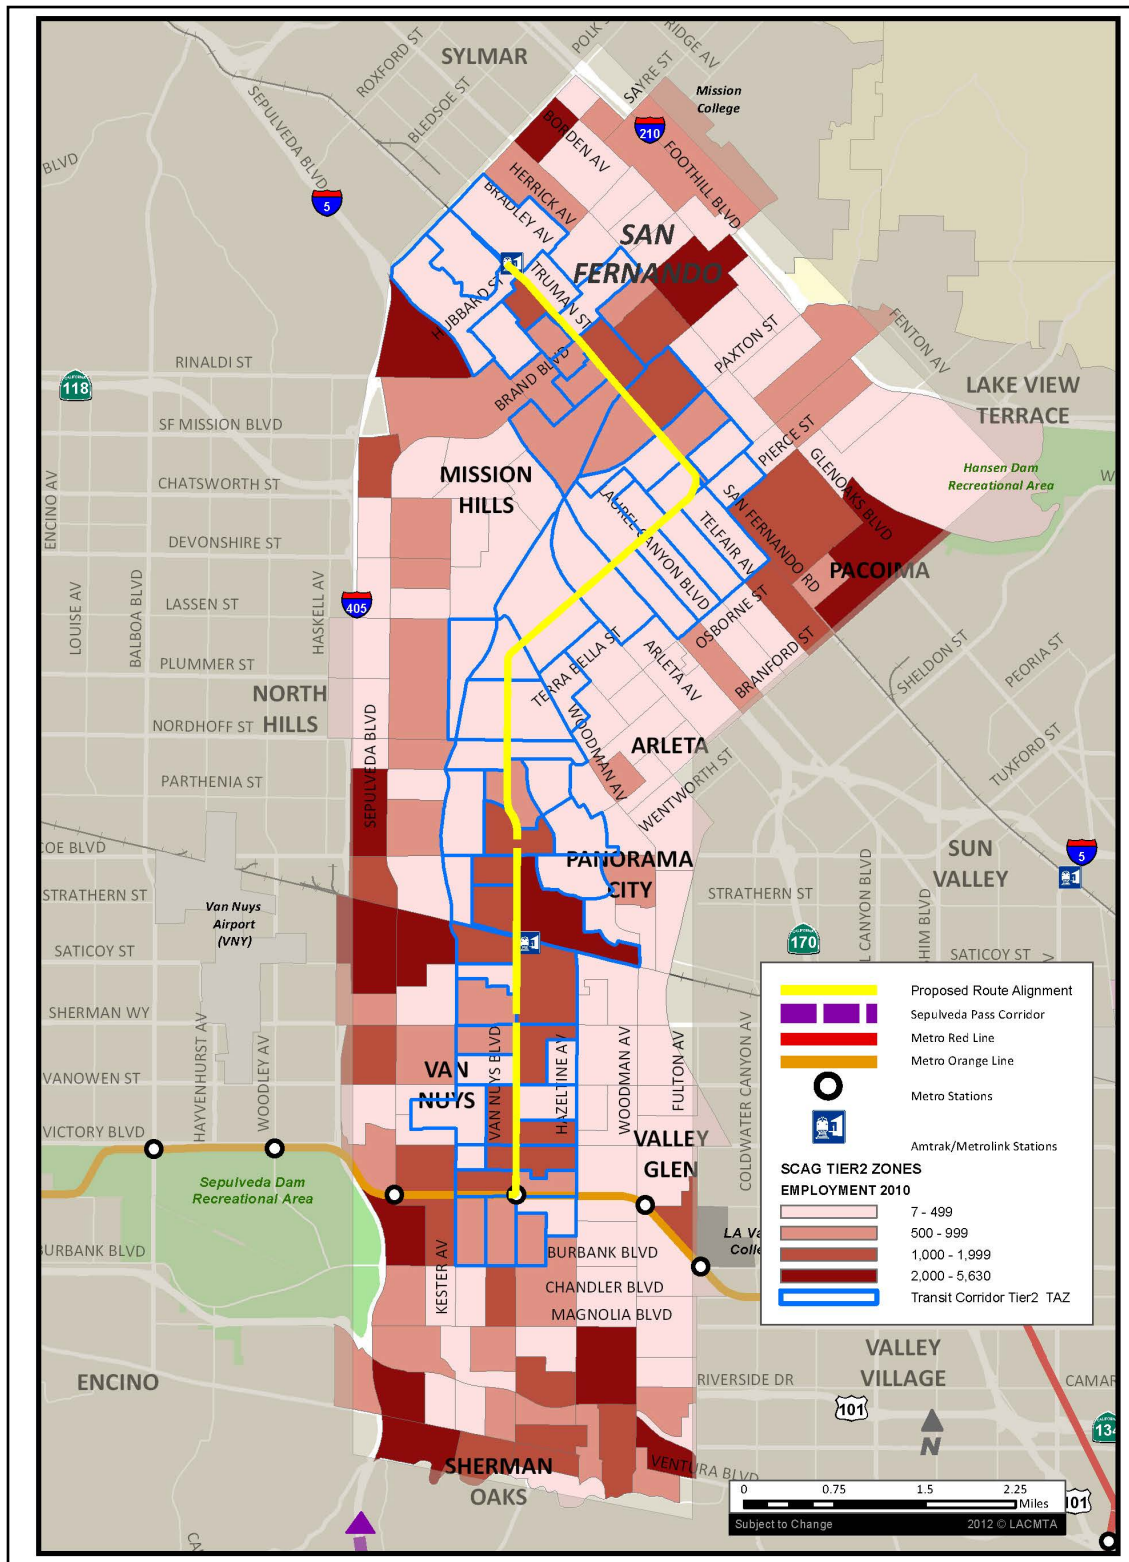 SYLMAR
POLK S
RIDGE AV
ROXFORD ST
SAYRE ST
BLEDSOE ST
Mission
College
SEPULVEDA BLVD
BORDEN AV
210
BLVD
FOOTHILL BLVD
HERRICK AV
5
BRADLEY AV
SAN
FERNANDO
TRUMAN ST
HUBBARD ST
FENTON AV
PAXTON ST
RINALDI ST
BRAND BLVD
118
LAKE VIEW
TERRACE
SF MISSION BLVD
PIERCE ST
GLENOAKS BLVD
MISSION
HILLS
Hansen Dam
Recreational Area
W
CHATSWORTH ST
ENCINO AV
LAUREL CANYON BLVD
SAN FERNANDO RD
TELFAIR AV
DEVONSHIRE ST
PACOIMA
LOUISE AV
BALBOA BLVD
HASKELL AV
LASSEN ST
405
OSBORNE ST
SHELDON ST
PEORIA ST
PLUMMER ST
TERRA BELLA ST
ARLETA AV
BRANFORD ST
NORTH
HILLS
NORDHOFF ST
SEPULVEDA BLVD
WOODMAN AV
ARLETA
TUXFORD ST
PARTHENIA ST
WENTWORTH ST
OE BLVD
PANORAMA
CITY
SUN
VALLEY
5
STRATHERN ST
STRATHERN ST
Van Nuys
Airport
(VNY)
L CANYON BLVD
HIM BLVD
170
SATICOY ST
SATICOY ST
V
SHERMAN WY
HAYVENHURST AV
WOODLEY AV
VAN NUYS BLVD
HAZELTINE AV
WOODMAN AV
FULTON AV
COLDWATER CANYON AV
VANOWEN ST
VAN
NUYS
VICTORY BLVD
VALLEY
GLEN
Sepulveda Dam
Recreational Area
LA Va
Colle
BURBANK BLVD
KESTER AV
BURBANK BLVD
CHANDLER BLVD
MAGNOLIA BLVD
ENCINO
VALLEY
VILLAGE
RIVERSIDE DR
CAMAR
101
134
N
SHERMAN
OAKS
VENTURA BLVD
101
Proposed Route Alignment
Sepulveda Pass Corridor
Metro Red Line
Metro Orange Line
Metro Stations
Amtrak/Metrolink Stations
SCAG TIER2 ZONES
EMPLOYMENT 2010
7 - 499
500 - 999
1,000 - 1,999
2,000 - 5,630
Transit Corridor Tier2 TAZ
0 0.75 1.5 2.25
Miles
Subject to Change 2012 © LACMTA